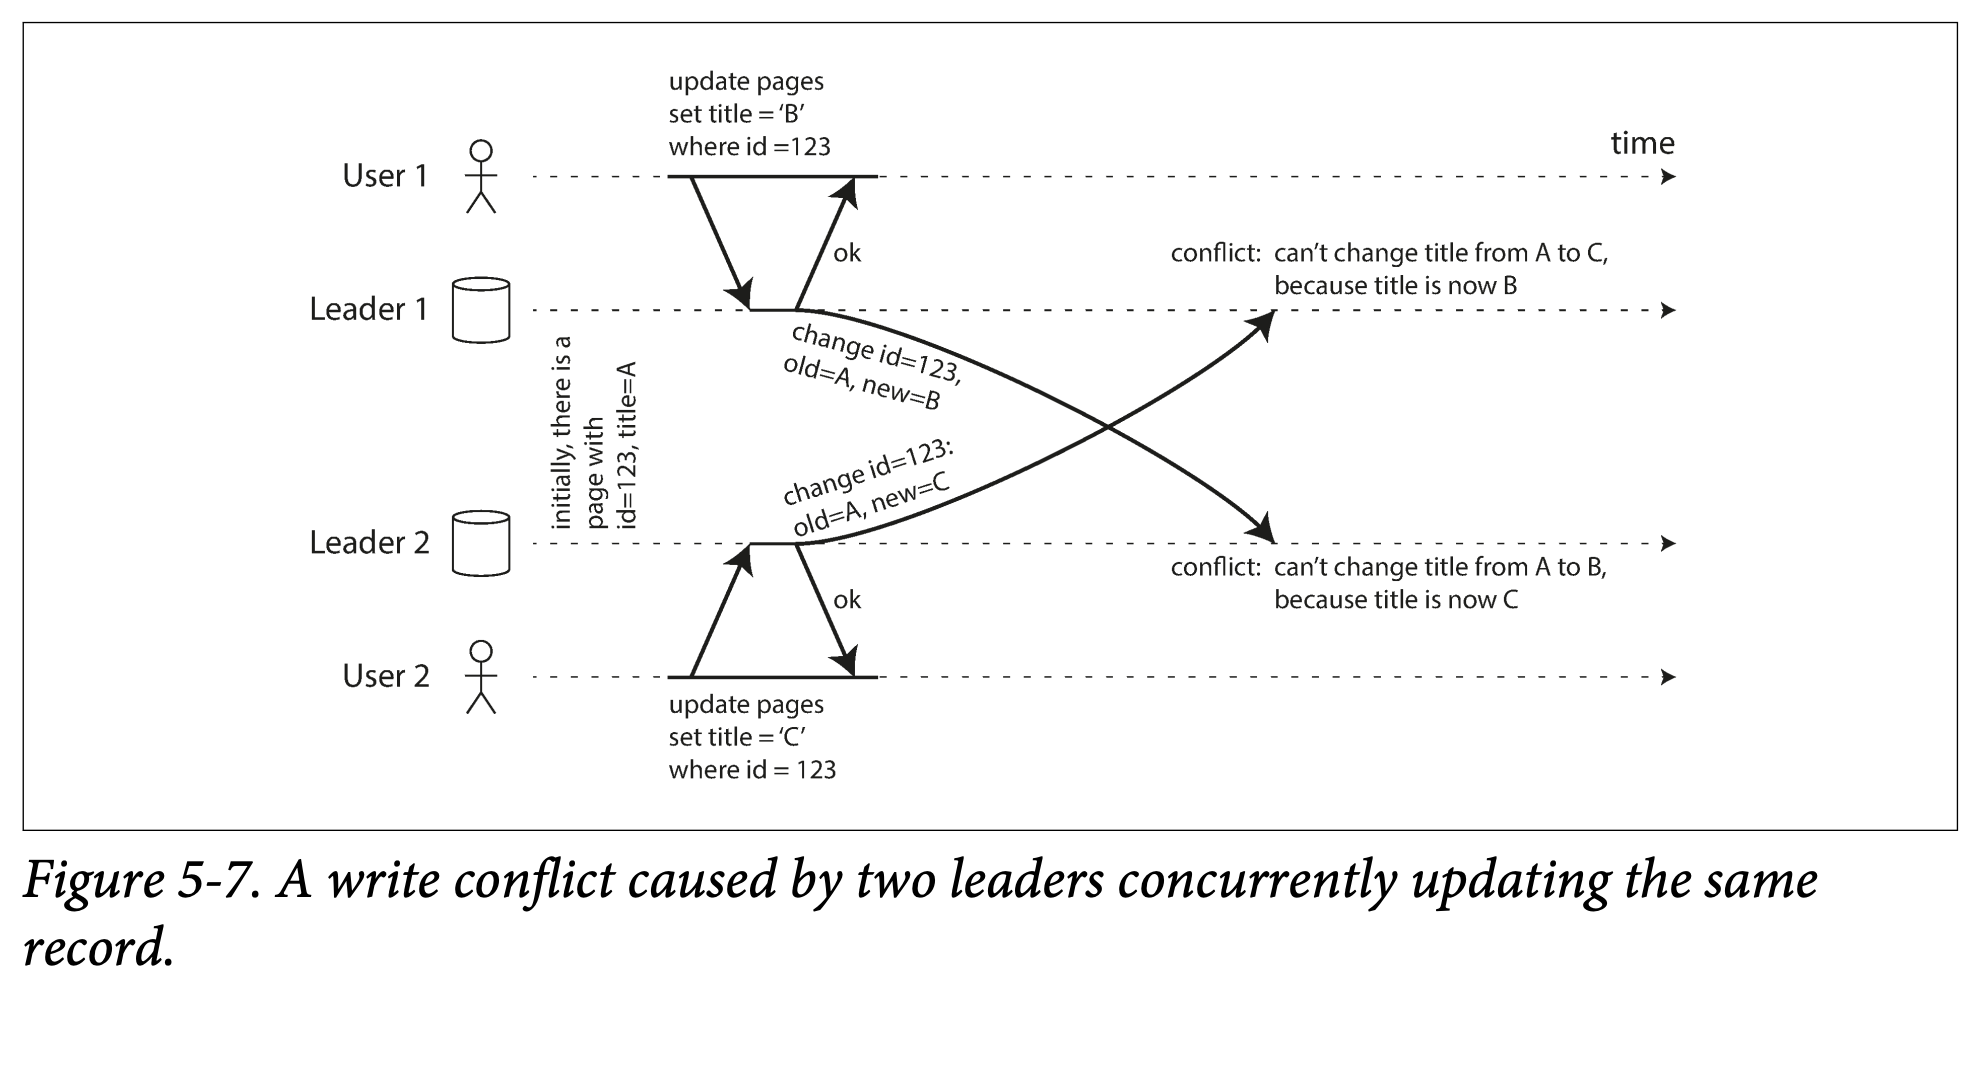 update pages
set title = ‘B’
where id =123
time
User 1
ok
conflict: can’t change title from A to C,
because title is now B
Leader 1
change id=123,
old=A, new=B
initially, there is a
page with
id=123, title=A
change id=123:
old=A, new=C
Leader 2
conflict: can’t change title from A to B,
because title is now C
ok
User 2
update pages
set title = ‘C’
where id = 123
Figure 5-7. A write conflict caused by two leaders concurrently updating the same
record.